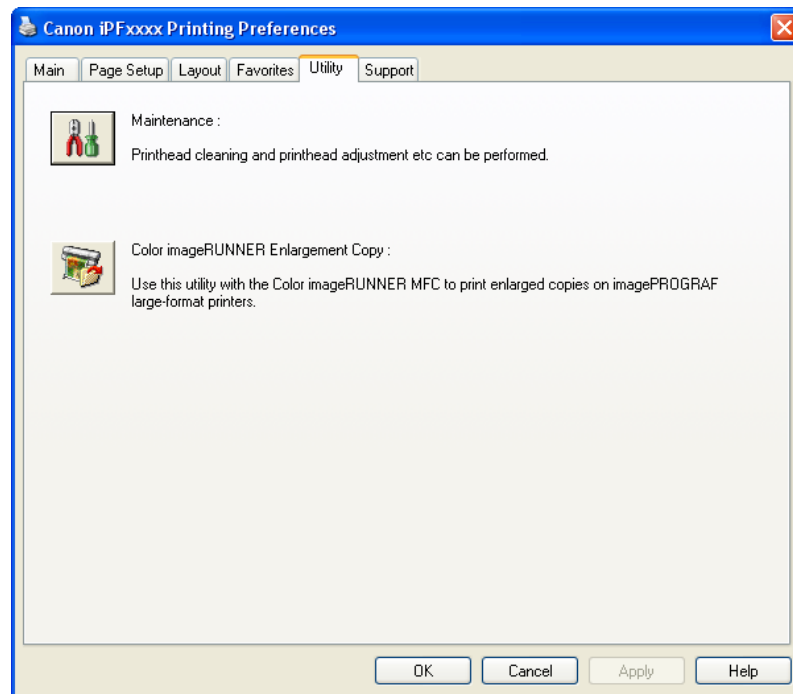 Canon iPFxxxx Printing Preferences
Main Page Setup Layout Favorites Utility Support
Maintenance :
Printhead cleaning and printhead adjustment etc can be performed.
Color imageRUNNER Enlargement Copy :
Use this utility with the Color imageRUNNER MFC to print enlarged copies on imagePROGRAF
large-format printers.
OK Cancel Apply Help